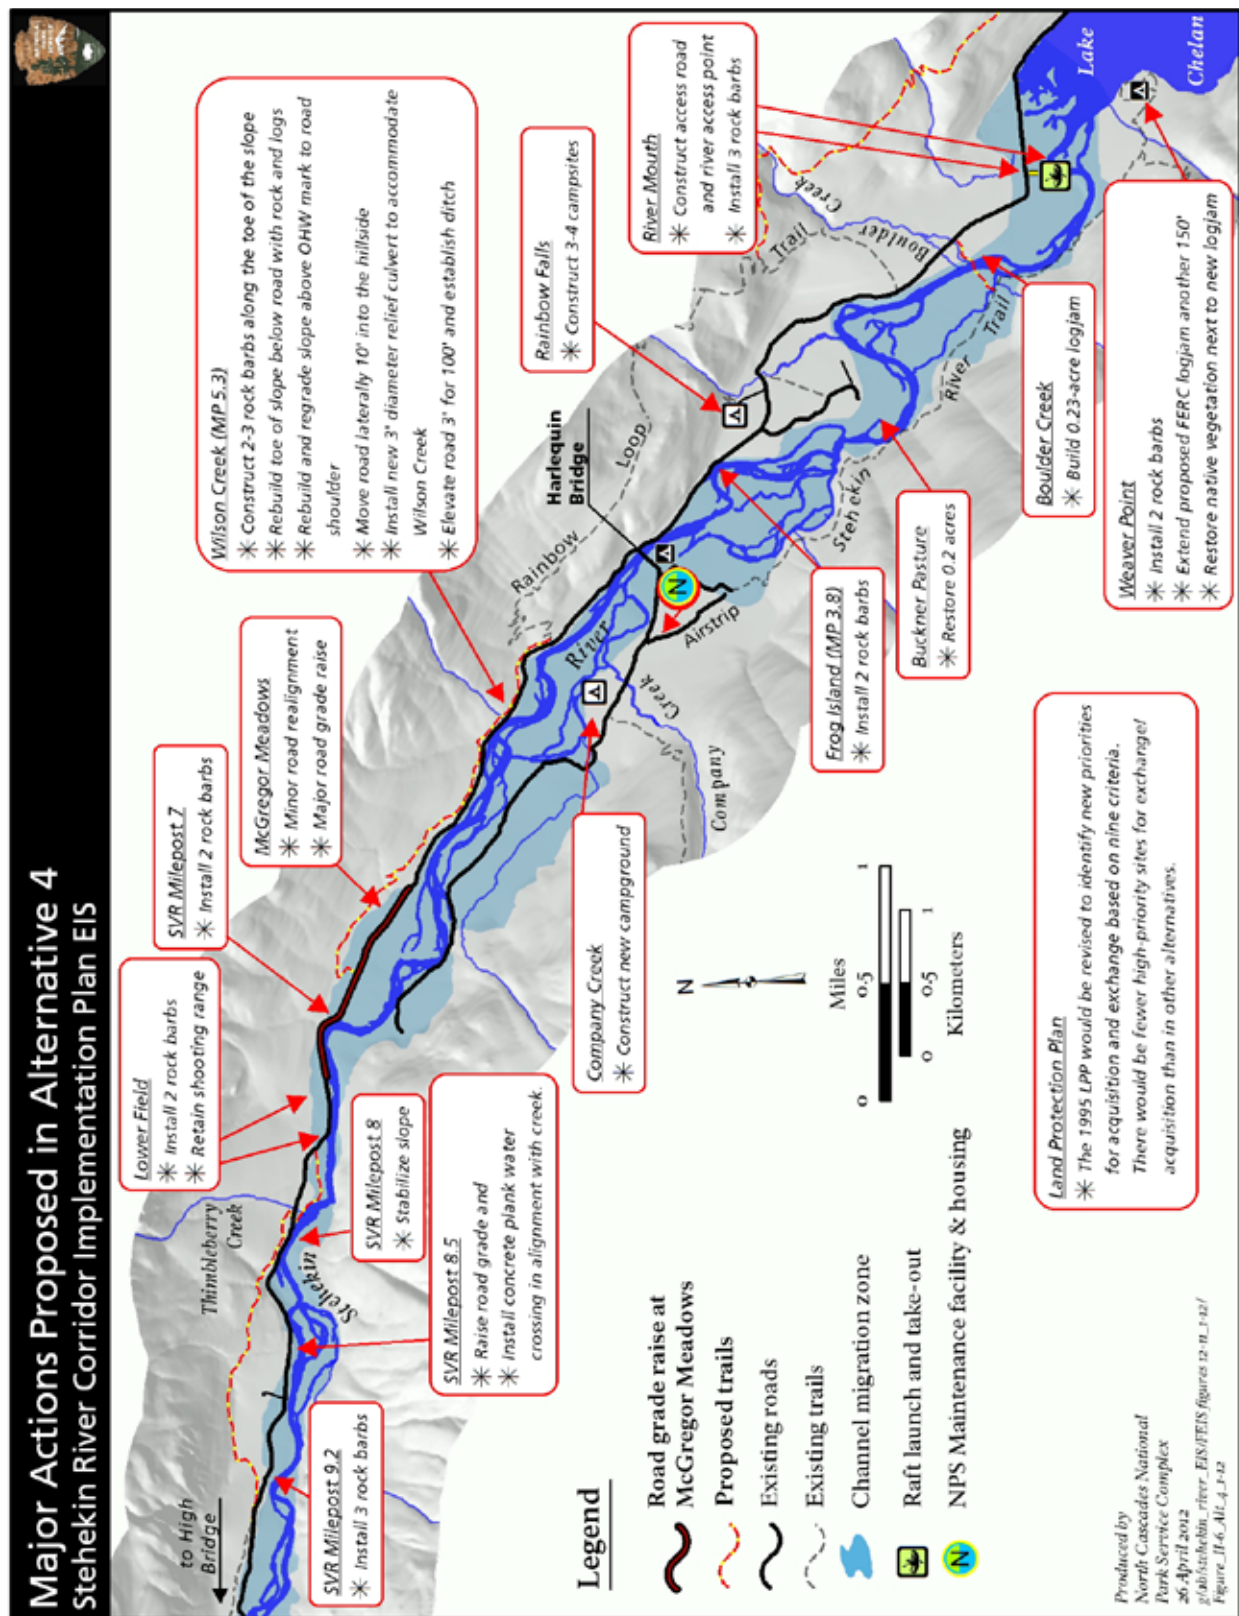 Major Actions Proposed in Alternative 4
Stehekin River Corridor Implementation Plan EIS
to High
Bridge
SVR Milepost 9.2
✳ Install 3 rock barbs
Thimbleberry
Creek
Lower Field
✳ Install 2 rock barbs
✳ Retain shooting range
SVR Milepost 7
✳ Install 2 rock barbs
McGregor Meadows
✳ Minor road realignment
✳ Major road grade raise
Wilson Creek (MP 5.3)
✳ Construct 2-3 rock barbs along the toe of the slope
✳ Rebuild toe of slope below road with rock and logs
✳ Rebuild and regrade slope above OHW mark to road
shoulder
✳ Move road laterally 10' into the hillside
✳ Install new 3' diameter relief culvert to accommodate
Wilson Creek
✳ Elevate road 3' for 100' and establish ditch
Rainbow Falls
✳ Construct 3-4 campsites
River Mouth
✳ Construct access road
and river access point
✳ Install 3 rock barbs
Stehekin
SVR Milepost 8
✳ Stabilize slope
SVR Milepost 8.5
✳ Raise road grade and
✳ Install concrete plank water
crossing in alignment with creek.
River
Rainbow
Loop
Trail
Harlequin
Bridge
N
Airstrip
Company
Creek
Boulder
Creek
Stehekin
River
Trail
Lake
Chelan
Company Creek
✳ Construct new campground
Frog Island (MP 3.8)
✳ Install 2 rock barbs
Buckner Pasture
✳ Restore 0.2 acres
Boulder Creek
✳ Build 0.23-acre logjam
Weaver Point
✳ Install 2 rock barbs
✳ Extend proposed FERC logjam another 150'
✳ Restore native vegetation next to new logjam
Legend
Road grade raise at
McGregor Meadows
Proposed trails
Existing roads
Existing trails
Channel migration zone
Raft launch and take-out
N
NPS Maintenance facility & housing
N
Miles
0 0.5 1
0 0.5 1
Kilometers
Land Protection Plan
✳ The 1995 LPP would be revised to identify new priorities
for acquisition and exchange based on nine criteria.
There would be fewer high-priority sites for exchange/
acquisition than in other alternatives.
Produced by
North Cascades National
Park Service Complex
26 April 2012